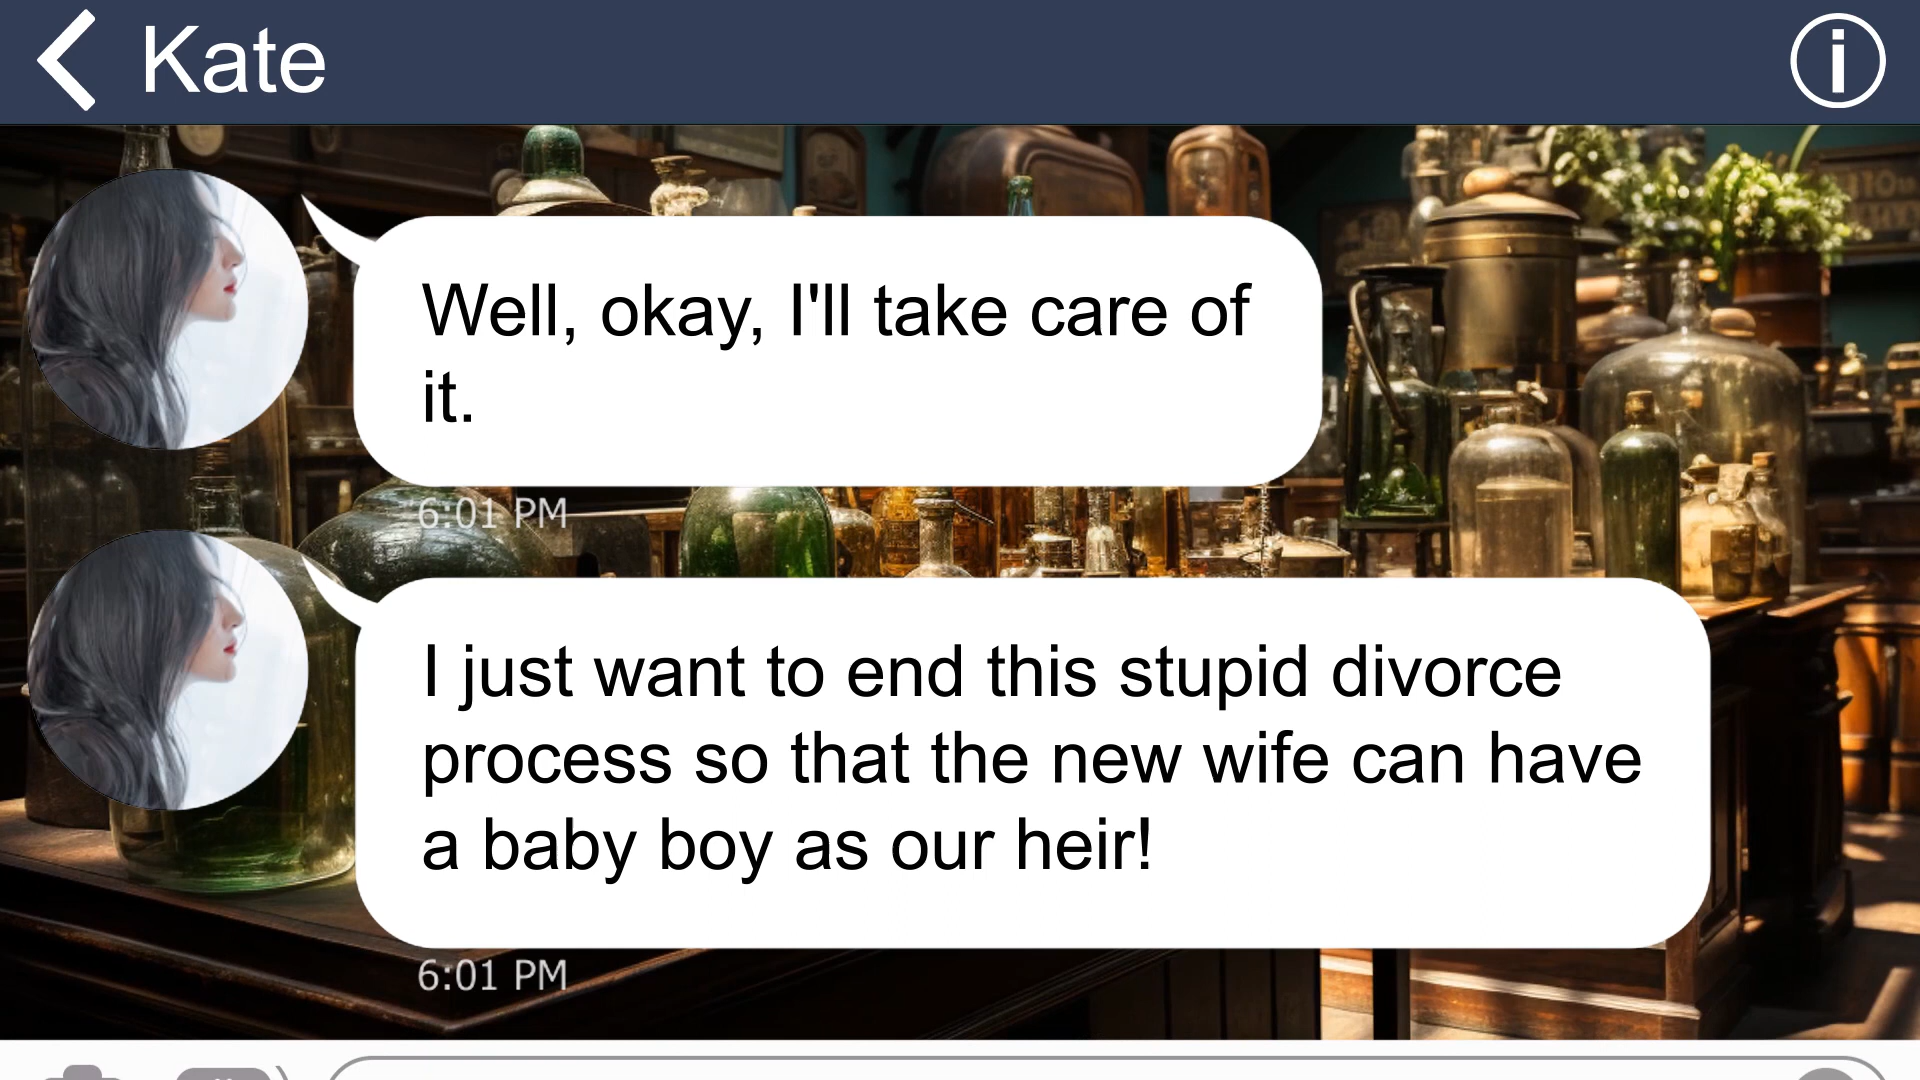 Kate
Well, okay, I'll take care of
it.
6:01 PM
I just want to end this stupid divorce
process so that the new wife can have
a baby boy as our heir!
6:01 PM